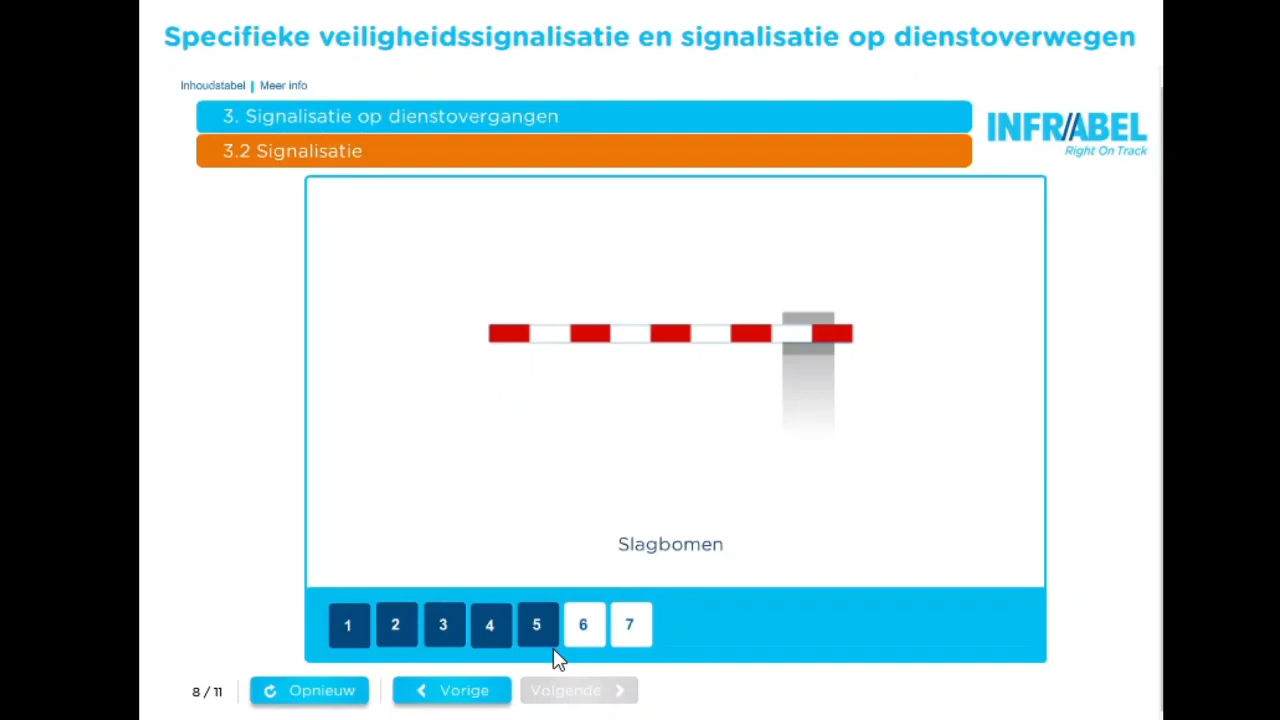 Specifieke veiligheidssignalisatie en signalisatie op dienstoverwegen
Inhoudstabel | Meer info
3. Signalisatie op dienstovergangen
3.2 Signalisatie
INFRABEL
Right On Track
Slagbomen
1 2 3 4 5 6 7
8 / 11 Opnieuw Vorige Volgende